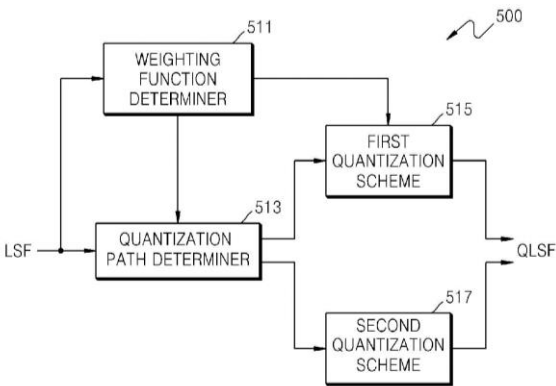 500
511
WEIGHTING
FUNCTION
DETERMINER
515
FIRST
QUANTIZATION
SCHEME
513
LSF
QUANTIZATION
PATH DETERMINER
QLSF
517
SECOND
QUANTIZATION
SCHEME